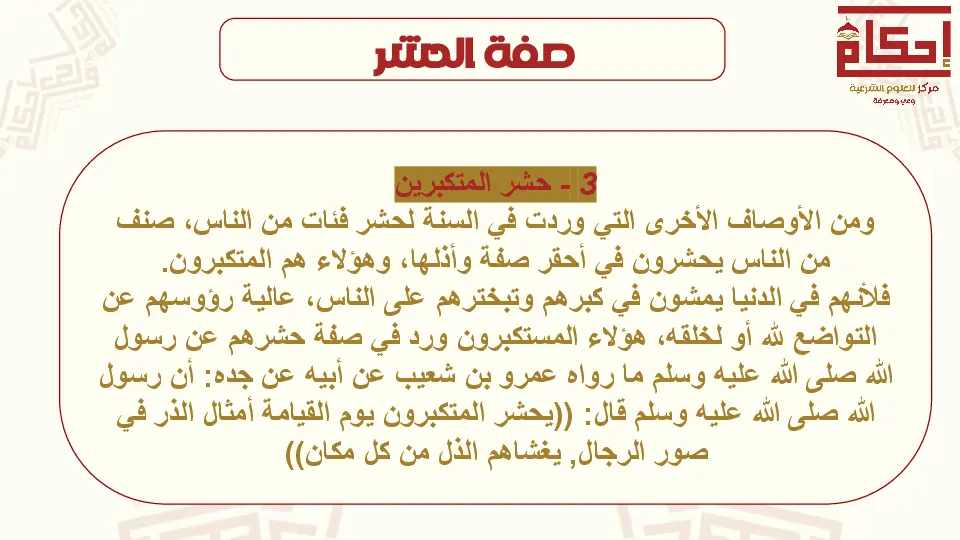 صفة المحشر
إحكام
مركز للعلوم الشرعية
وعي ومعرفة
3 - حشر المتكبرين
ومن الأوصاف الأخرى التي وردت في السنة لحشر فئات من الناس، صنف
من الناس يحشرون في أحقر صفة وأذلها، وهؤلاء هم المتكبرون.
فلأنهم في الدنيا يمشون في كبرهم وتبخترهم على الناس، عالية رؤوسهم عن
التواضع لله أو لخلقه، هؤلاء المستكبرون ورد في صفة حشرهم عن رسول
الله صلى الله عليه وسلم ما رواه عمرو بن شعيب عن أبيه عن جده: أن رسول
الله صلى الله عليه وسلم قال: ((يحشر المتكبرون يوم القيامة أمثال الذر في
صور الرجال, يغشاهم الذل من كل مكان))